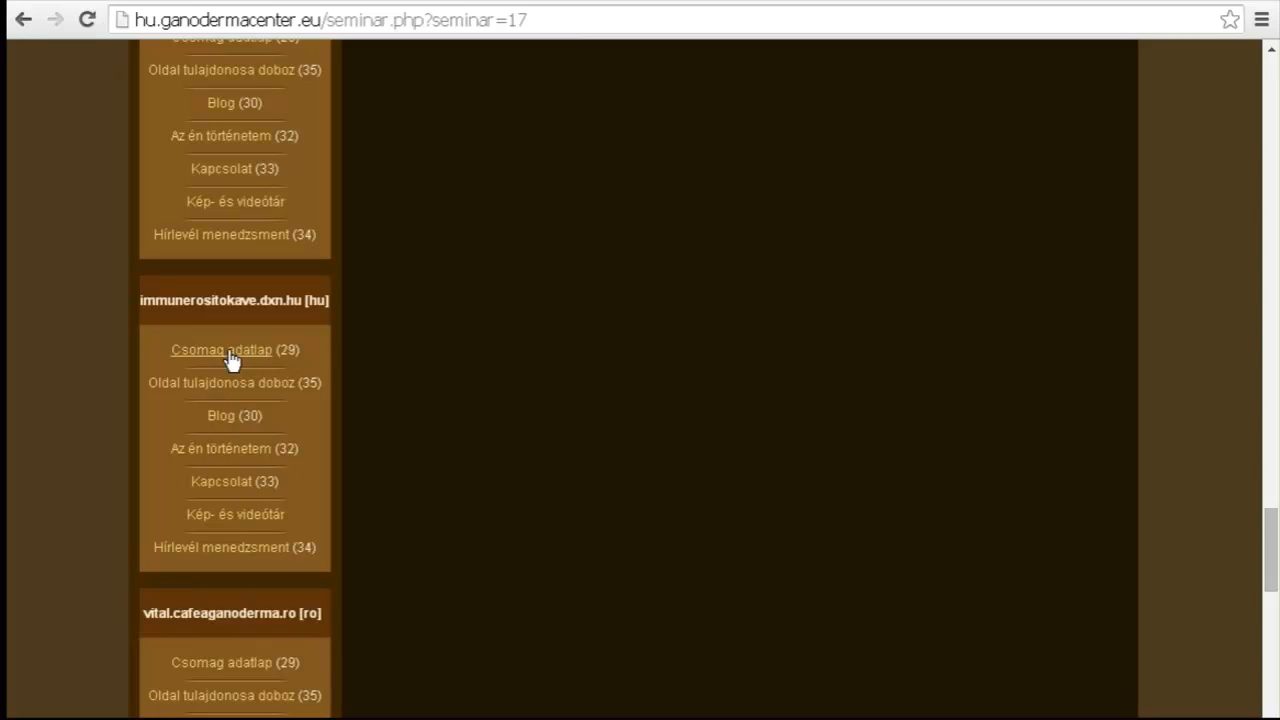 hu.ganodermacenter.eu/seminar.php?seminar=17
Oldal tulajdonosa doboz (35)
Blog (30)
Az én történetem (32)
Kapcsolat (33)
Kép- és videótár
Hírlevél menedzsment (34)
immunerositokave.dxn.hu [hu]
Csomag adatlap (29)
Oldal tulajdonosa doboz (35)
Blog (30)
Az én történetem (32)
Kapcsolat (33)
Kép- és videótár
Hírlevél menedzsment (34)
vital.cafeaganoderma.ro [ro]
Csomag adatlap (29)
Oldal tulajdonosa doboz (35)